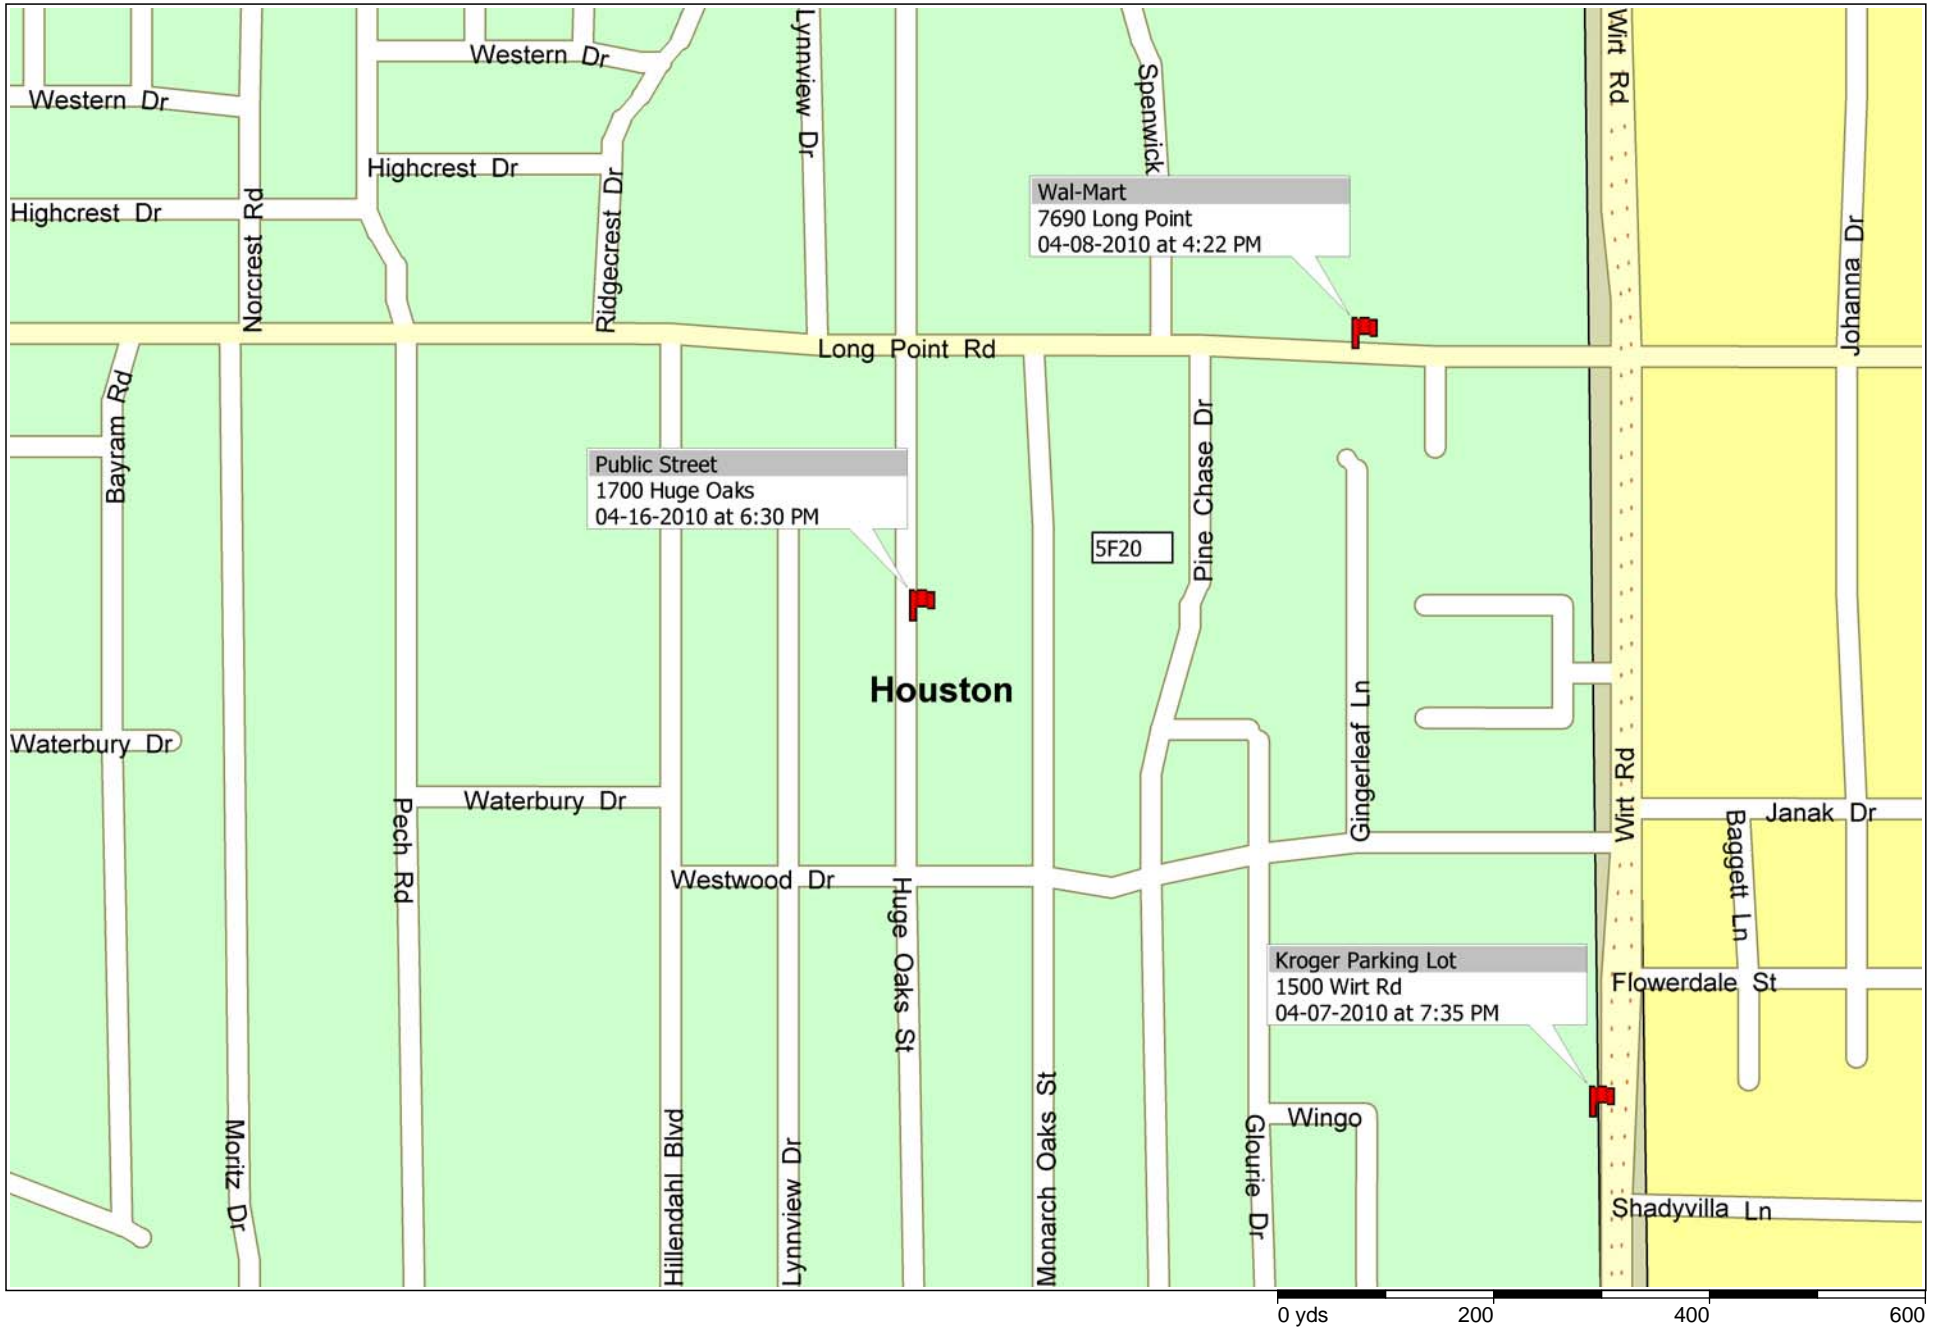 Western Dr
Western Dr
Highcrest Dr
Highcrest Dr
Norcrest Rd
Ridgecrest Dr
Lynnview Dr
Spenwick
Wirt Rd
Johanna Dr
Wal-Mart
7690 Long Point
04-08-2010 at 4:22 PM
Long Point Rd
Bayram Rd
Public Street
1700 Huge Oaks
04-16-2010 at 6:30 PM
Pine Chase Dr
5F20
Houston
Gingerleaf Ln
Waterbury Dr
Waterbury Dr
Pech Rd
Westwood Dr
Huge Oaks St
Wirt Rd
Janak Dr
Baggett Ln
Kroger Parking Lot
1500 Wirt Rd
04-07-2010 at 7:35 PM
Flowerdale St
Moritz Dr
Hillendahl Blvd
Lynnview Dr
Monarch Oaks St
Glourie Dr
Wingo
Shadyvilla Ln
0 yds 200 400 600